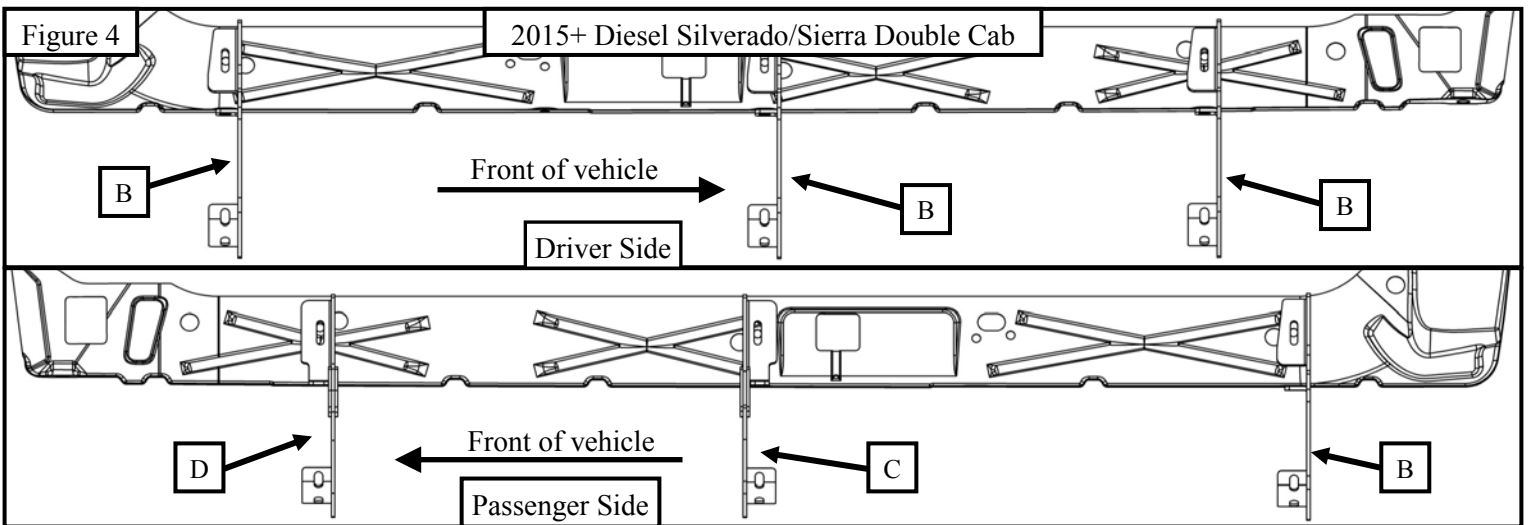 Figure 4
2015+ Diesel Silverado/Sierra Double Cab
B
Front of vehicle
B
B
Driver Side
D
Front of vehicle
C
B
Passenger Side